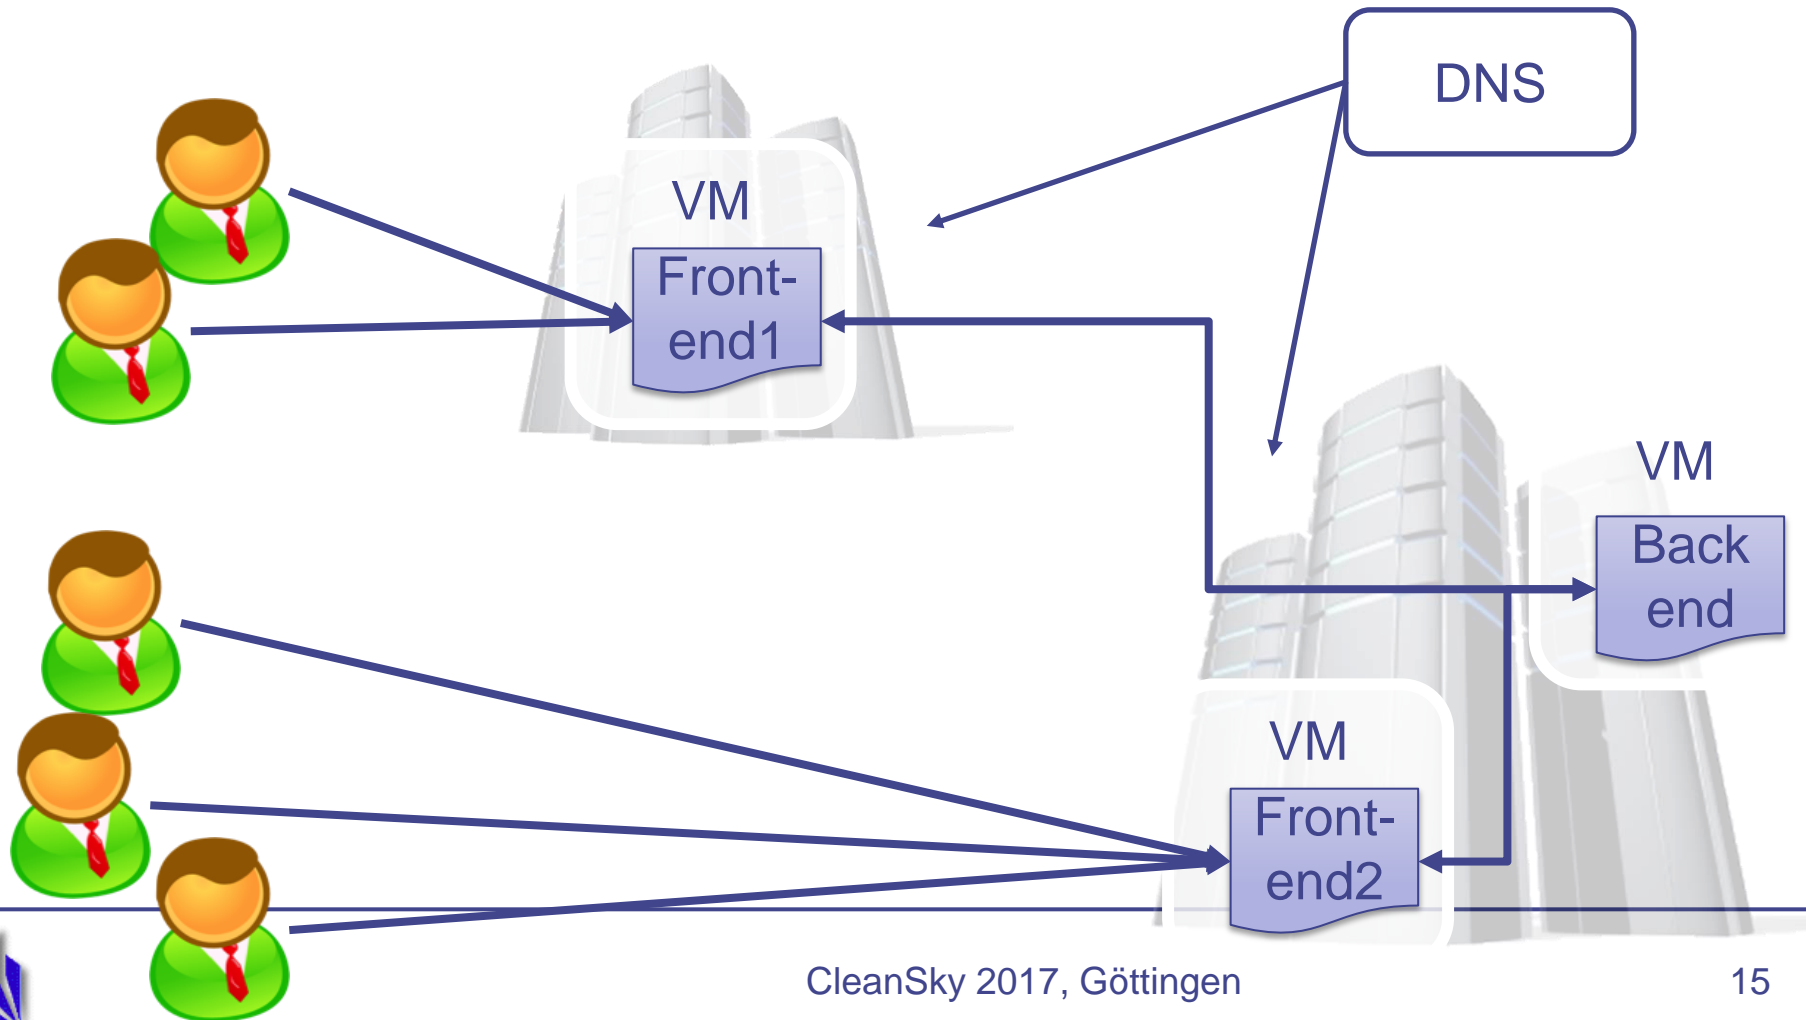 DNS
VM
Front-
end1
VM
Back
end
VM
Front-
end2
CleanSky 2017, Göttingen
15